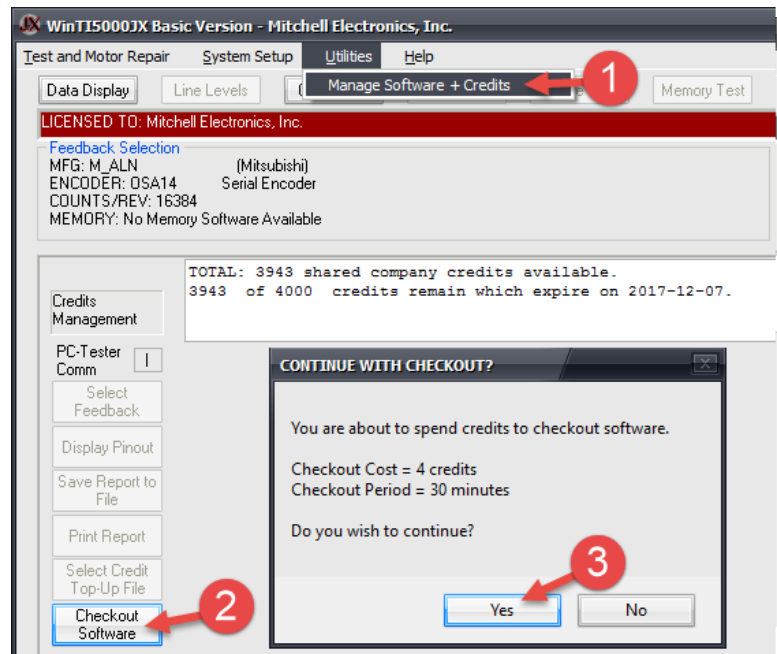 JX WinTI5000JX Basic Version - Mitchell Electronics, Inc.
Test and Motor Repair System Setup Utilities Help
Manage Software + Credits
1
Data Display Line Levels Memory Test
LICENSED TO: Mitchell Electronics, Inc.
Feedback Selection
MFG: M_ALN (Mitsubishi)
ENCODER: OSA14 Serial Encoder
COUNTS/REV: 16384
MEMORY: No Memory Software Available
Credits
Management
TOTAL: 3943 shared company credits available.
3943 of 4000 credits remain which expire on 2017-12-07.
PC-Tester
Comm |
Select
Feedback
Display Pinout
Save Report to
File
Print Report
Select Credit
Top-Up File
Checkout
Software
2
CONTINUE WITH CHECKOUT?
You are about to spend credits to checkout software.
Checkout Cost = 4 credits
Checkout Period = 30 minutes
Do you wish to continue?
3
Yes No